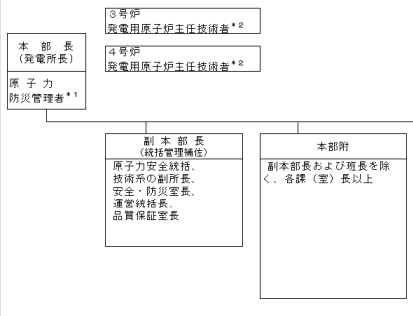 3号炉
発電用原子炉主任技術者*2
4号炉
発電用原子炉主任技術者*2
本部長
(発電所長)
原子力
防災管理者*1
副本部長
(統括管理補佐)
原子力安全統括、
技術系の副所長、
安全・防災室長、
運営統括長、
品質保証室長
本部附
副本部長および班長を除
く、各課(室)長以上